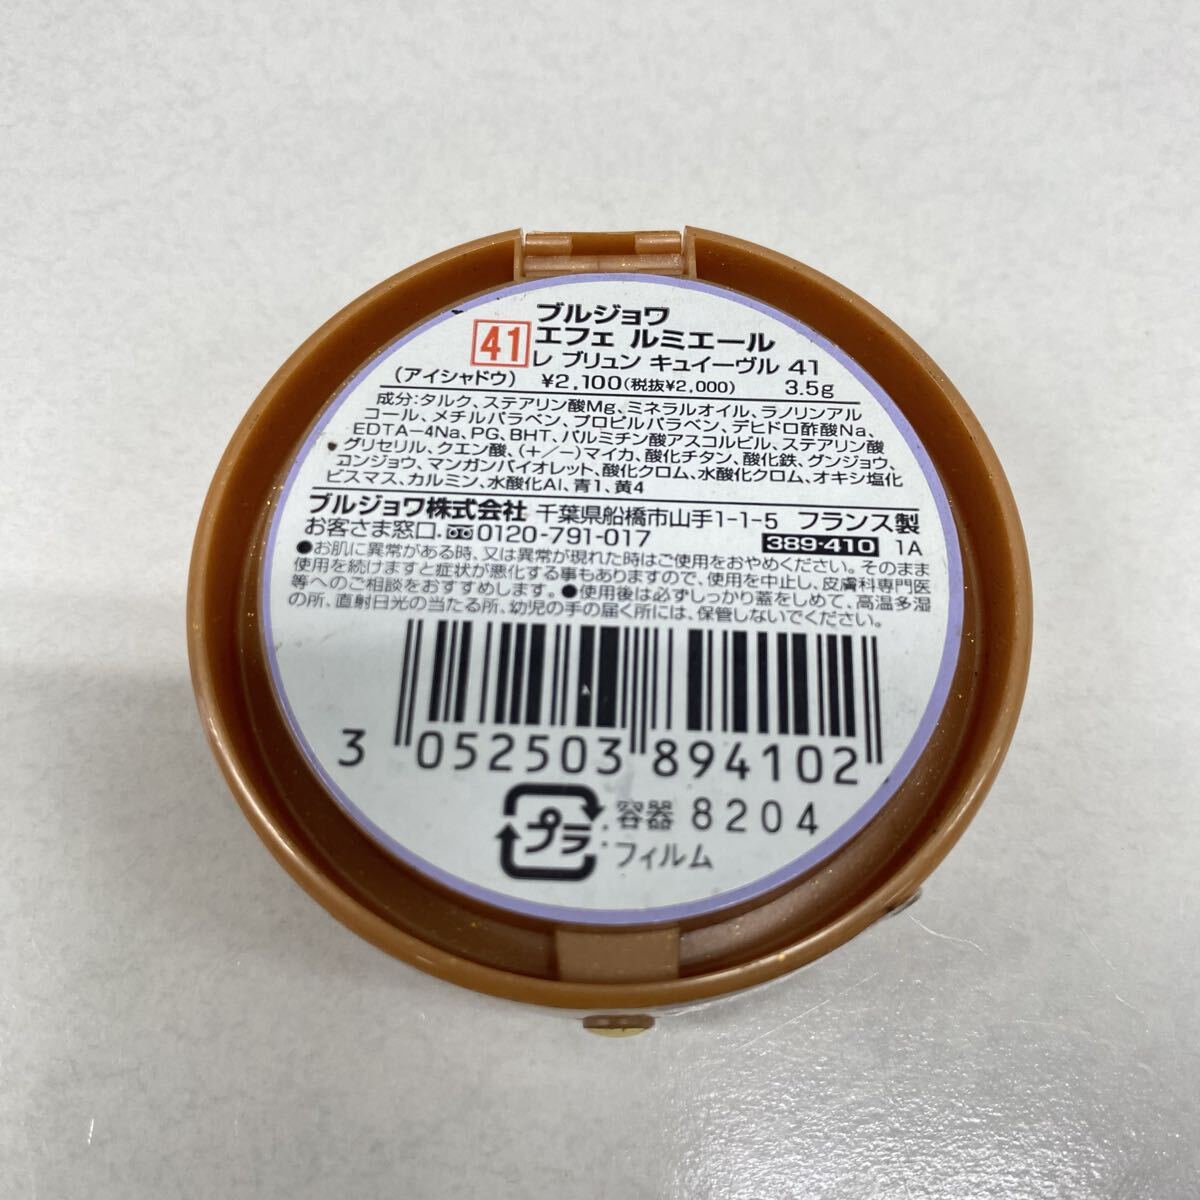 ブルジョワ
41 エフェ ルミエール
レ ブリュン キュイーヴル 41
(アイシャドウ) ¥2,100(税抜¥2,000) 3.5g
成分:タルク、ステアリン酸Mg、ミネラルオイル、ラノリンアル
コール、メチルパラベン、プロピルパラベン、デヒドロ酢酸Na、
EDTA-4Na、PG、BHT、パルミチン酸アスコルビル、ステアリン酸
グリセリル、クエン酸、(+/-)マイカ、酸化チタン、酸化鉄、グンジョウ、
コンジョウ、マンガンバイオレット、酸化クロム、水酸化クロム、オキシ塩化
ビスマス、カルミン、水酸化Al、青1、黄4
ブルジョワ株式会社 千葉県船橋市山手1-1-5 フランス製
お客さま窓口. 0120-791-017 389-410 1A
●お肌に異常がある時、又は異常が現れた時はご使用をおやめください。そのまま
使用を続けますと症状が悪化する事もありますので、使用を中止し、皮膚科専門医
等へのご相談をおすすめします。●使用後は必ずしっかり蓋をしめて、高温多湿
の所、直射日光の当たる所、幼児の手の届く所には、保管しないでください。
3 052503 894102
プラ :容器 8204
:フィルム